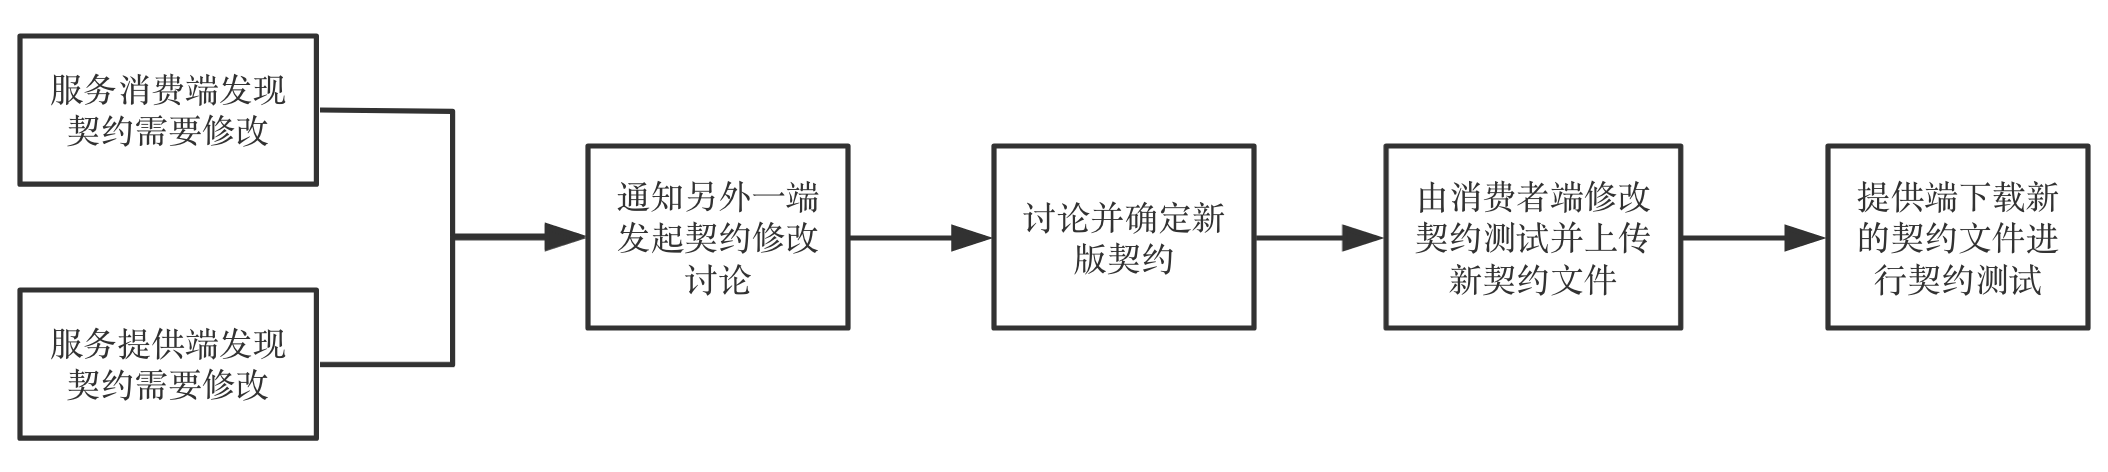 服务消费端发现
契约需要修改
服务提供端发现
契约需要修改
通知另外一端
发起契约修改
讨论
讨论并确定新
版契约
由消费者端修改
契约测试并上传
新契约文件
提供端下载新
的契约文件进
行契约测试